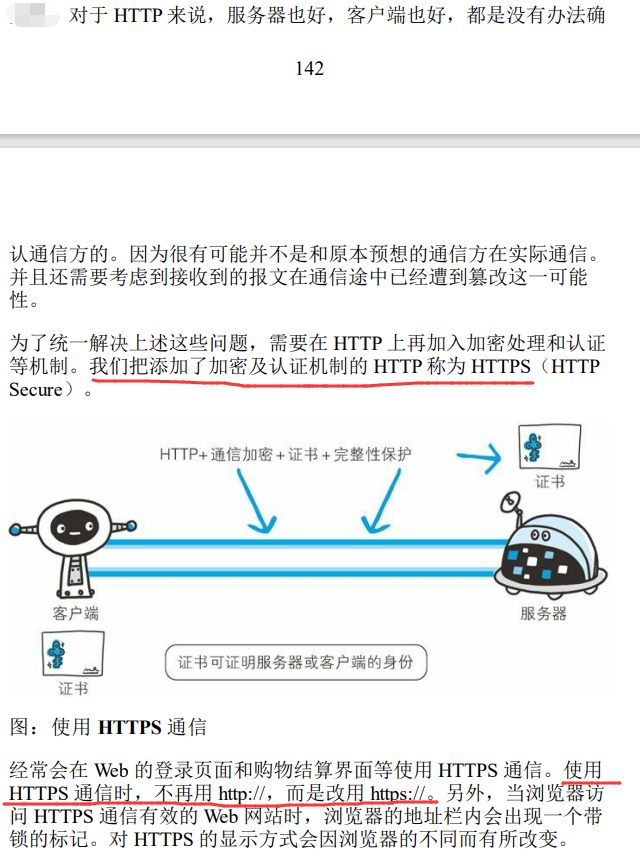 对于 HTTP 来说，服务器也好，客户端也好，都是没有办法确
142
认通信方的。因为很有可能并不是和原本预想的通信方在实际通信。
并且还需要考虑到接收到的报文在通信途中已经遭到篡改这一可能
性。
为了统一解决上述这些问题，需要在 HTTP 上再加入加密处理和认证
等机制。我们把添加了加密及认证机制的 HTTP 称为 HTTPS（HTTP
Secure）。
HTTP+通信加密+证书+完整性保护
证书
客户端
服务器
证书
证书可证明服务器或客户端的身份
图：使用 HTTPS 通信
经常会在 Web 的登录页面和购物结算界面等使用 HTTPS 通信。使用
HTTPS 通信时，不再用 http://，而是改用 https://。另外，当浏览器访
问 HTTPS 通信有效的 Web 网站时，浏览器的地址栏内会出现一个带
锁的标记。对 HTTPS 的显示方式会因浏览器的不同而有所改变。